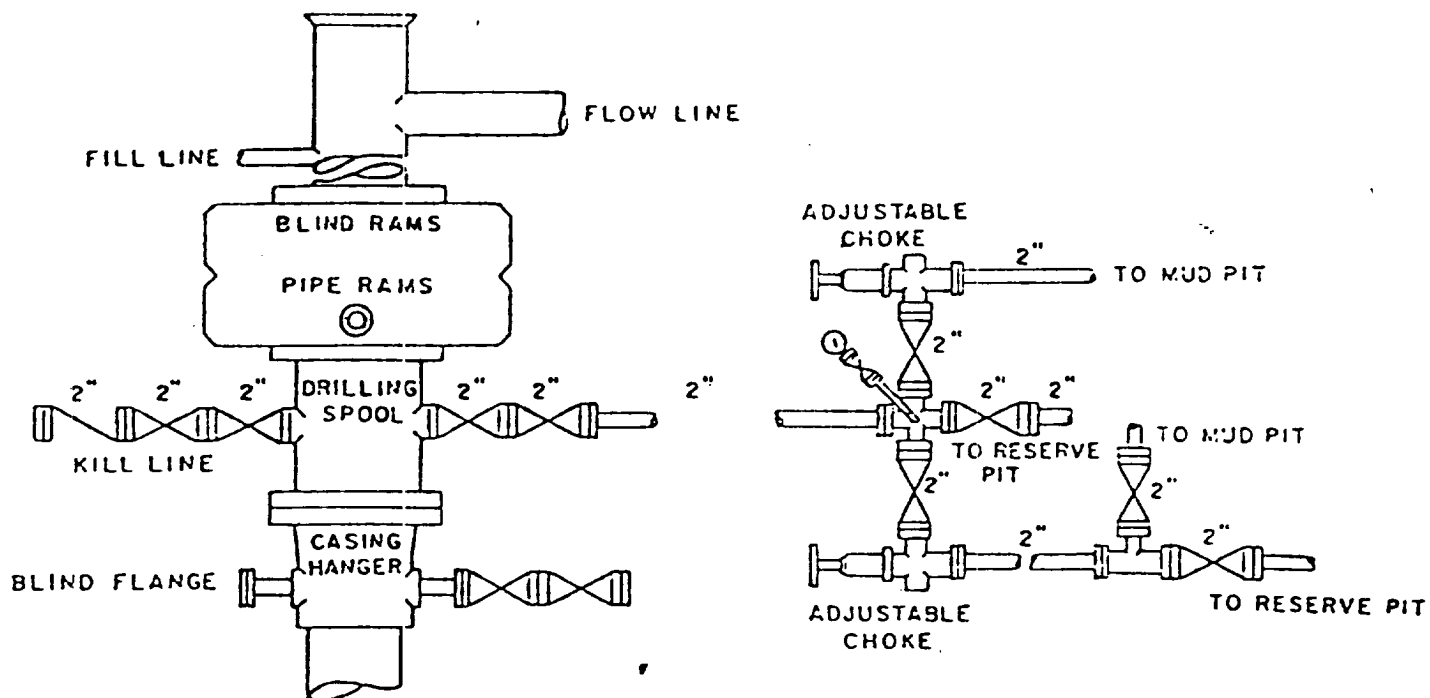 FLOW LINE
FILL LINE
BLIND RAMS
PIPE RAMS
2" 2" 2"
DRILLING
SPOOL
2" 2" 2"
KILL LINE
CASING
HANGER
BLIND FLANGE
ADJUSTABLE
CHOKE
2"
TO MUD PIT
2"
2" 2"
TO RESERVE
PIT
TO MUD PIT
2"
2"
2"
2"
TO RESERVE PIT
ADJUSTABLE
CHOKE